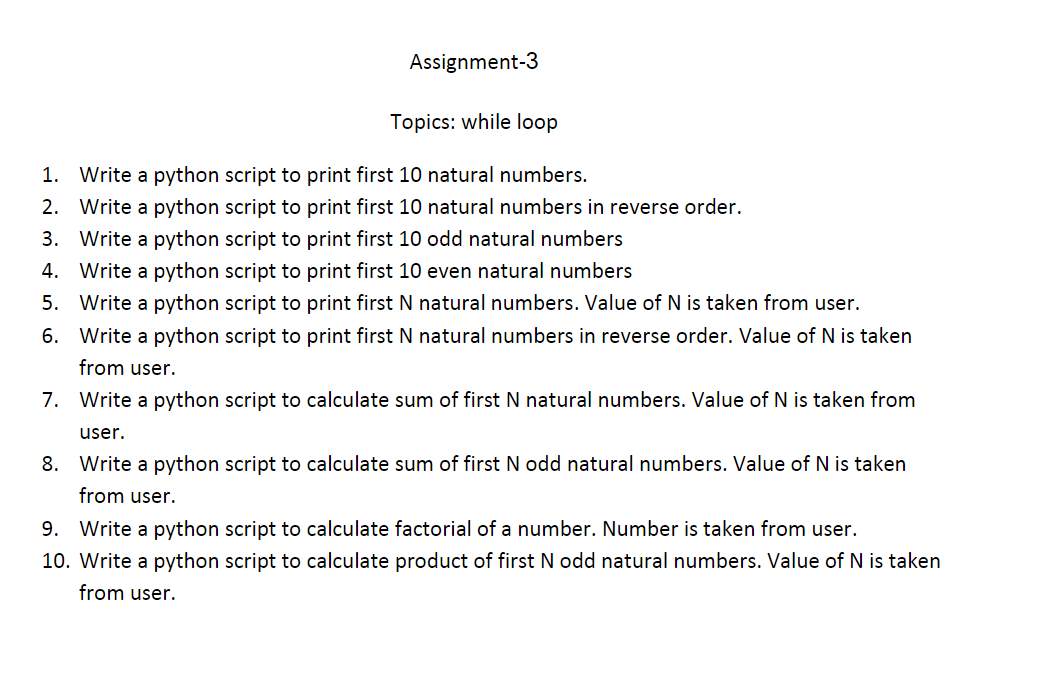 Assignment-3
Topics: while loop
1. Write a python script to print first 10 natural numbers.
2. Write a python script to print first 10 natural numbers in reverse order.
3. Write a python script to print first 10 odd natural numbers
4. Write a python script to print first 10 even natural numbers
5. Write a python script to print first N natural numbers. Value of N is taken from user.
6. Write a python script to print first N natural numbers in reverse order. Value of N is taken
from user.
7. Write a python script to calculate sum of first N natural numbers. Value of N is taken from
user.
8. Write a python script to calculate sum of first N odd natural numbers. Value of N is taken
from user.
9. Write a python script to calculate factorial of a number. Number is taken from user.
10. Write a python script to calculate product of first N odd natural numbers. Value of N is taken
from user.